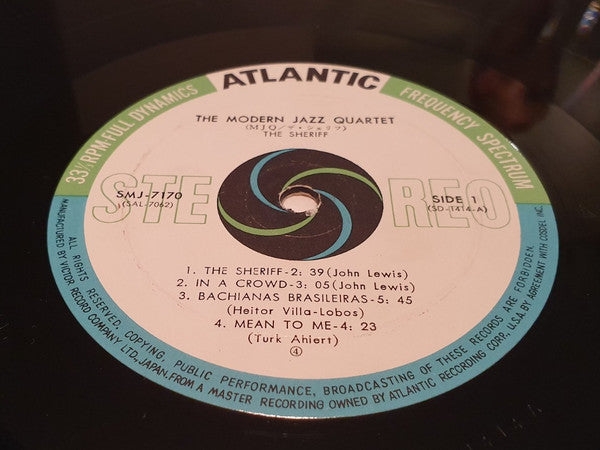 ATLANTIC
33⅓ RPM FULL DYNAMICS
FREQUENCY SPECTRUM
THE MODERN JAZZ QUARTET
(MJQ/ザ・シェリフ)
THE SHERIFF
STEREO
SMJ-7170
(SAL-7062)
SIDE 1
(SD-1414-A)
1. THE SHERIFF-2: 39 (John Lewis)
2. IN A CROWD-3: 05 (John Lewis)
3. BACHIANAS BRASILEIRAS-5: 45
(Heitor Villa-Lobos)
4. MEAN TO ME-4: 23
(Turk Ahiert)
④
ALL RIGHTS RESERVED, COPYING, PUBLIC PERFORMANCE, BROADCASTING OF THESE RECORDS ARE FORBIDDEN.
MANUFACTURED BY VICTOR RECORD COMPANY LTD., JAPAN. FROM A MASTER RECORDING OWNED BY ATLANTIC RECORDING CORP. U.S.A. BY AGREEMENT WITH COSDEL INC.